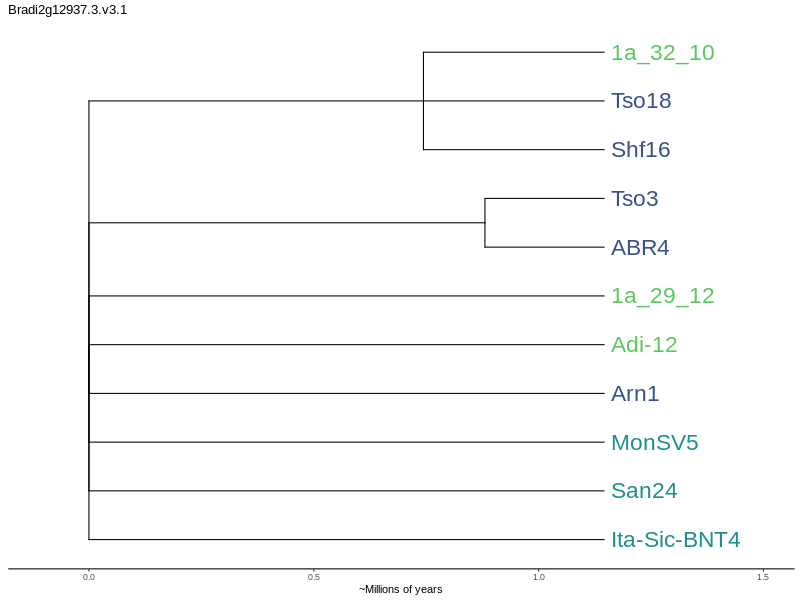 Bradi2g12937.3.v3.1
1a_32_10
Tso18
Shf16
Tso3
ABR4
1a_29_12
Adi-12
Arn1
MonSV5
San24
Ita-Sic-BNT4
0.0 0.5 1.0 1.5
~Millions of years